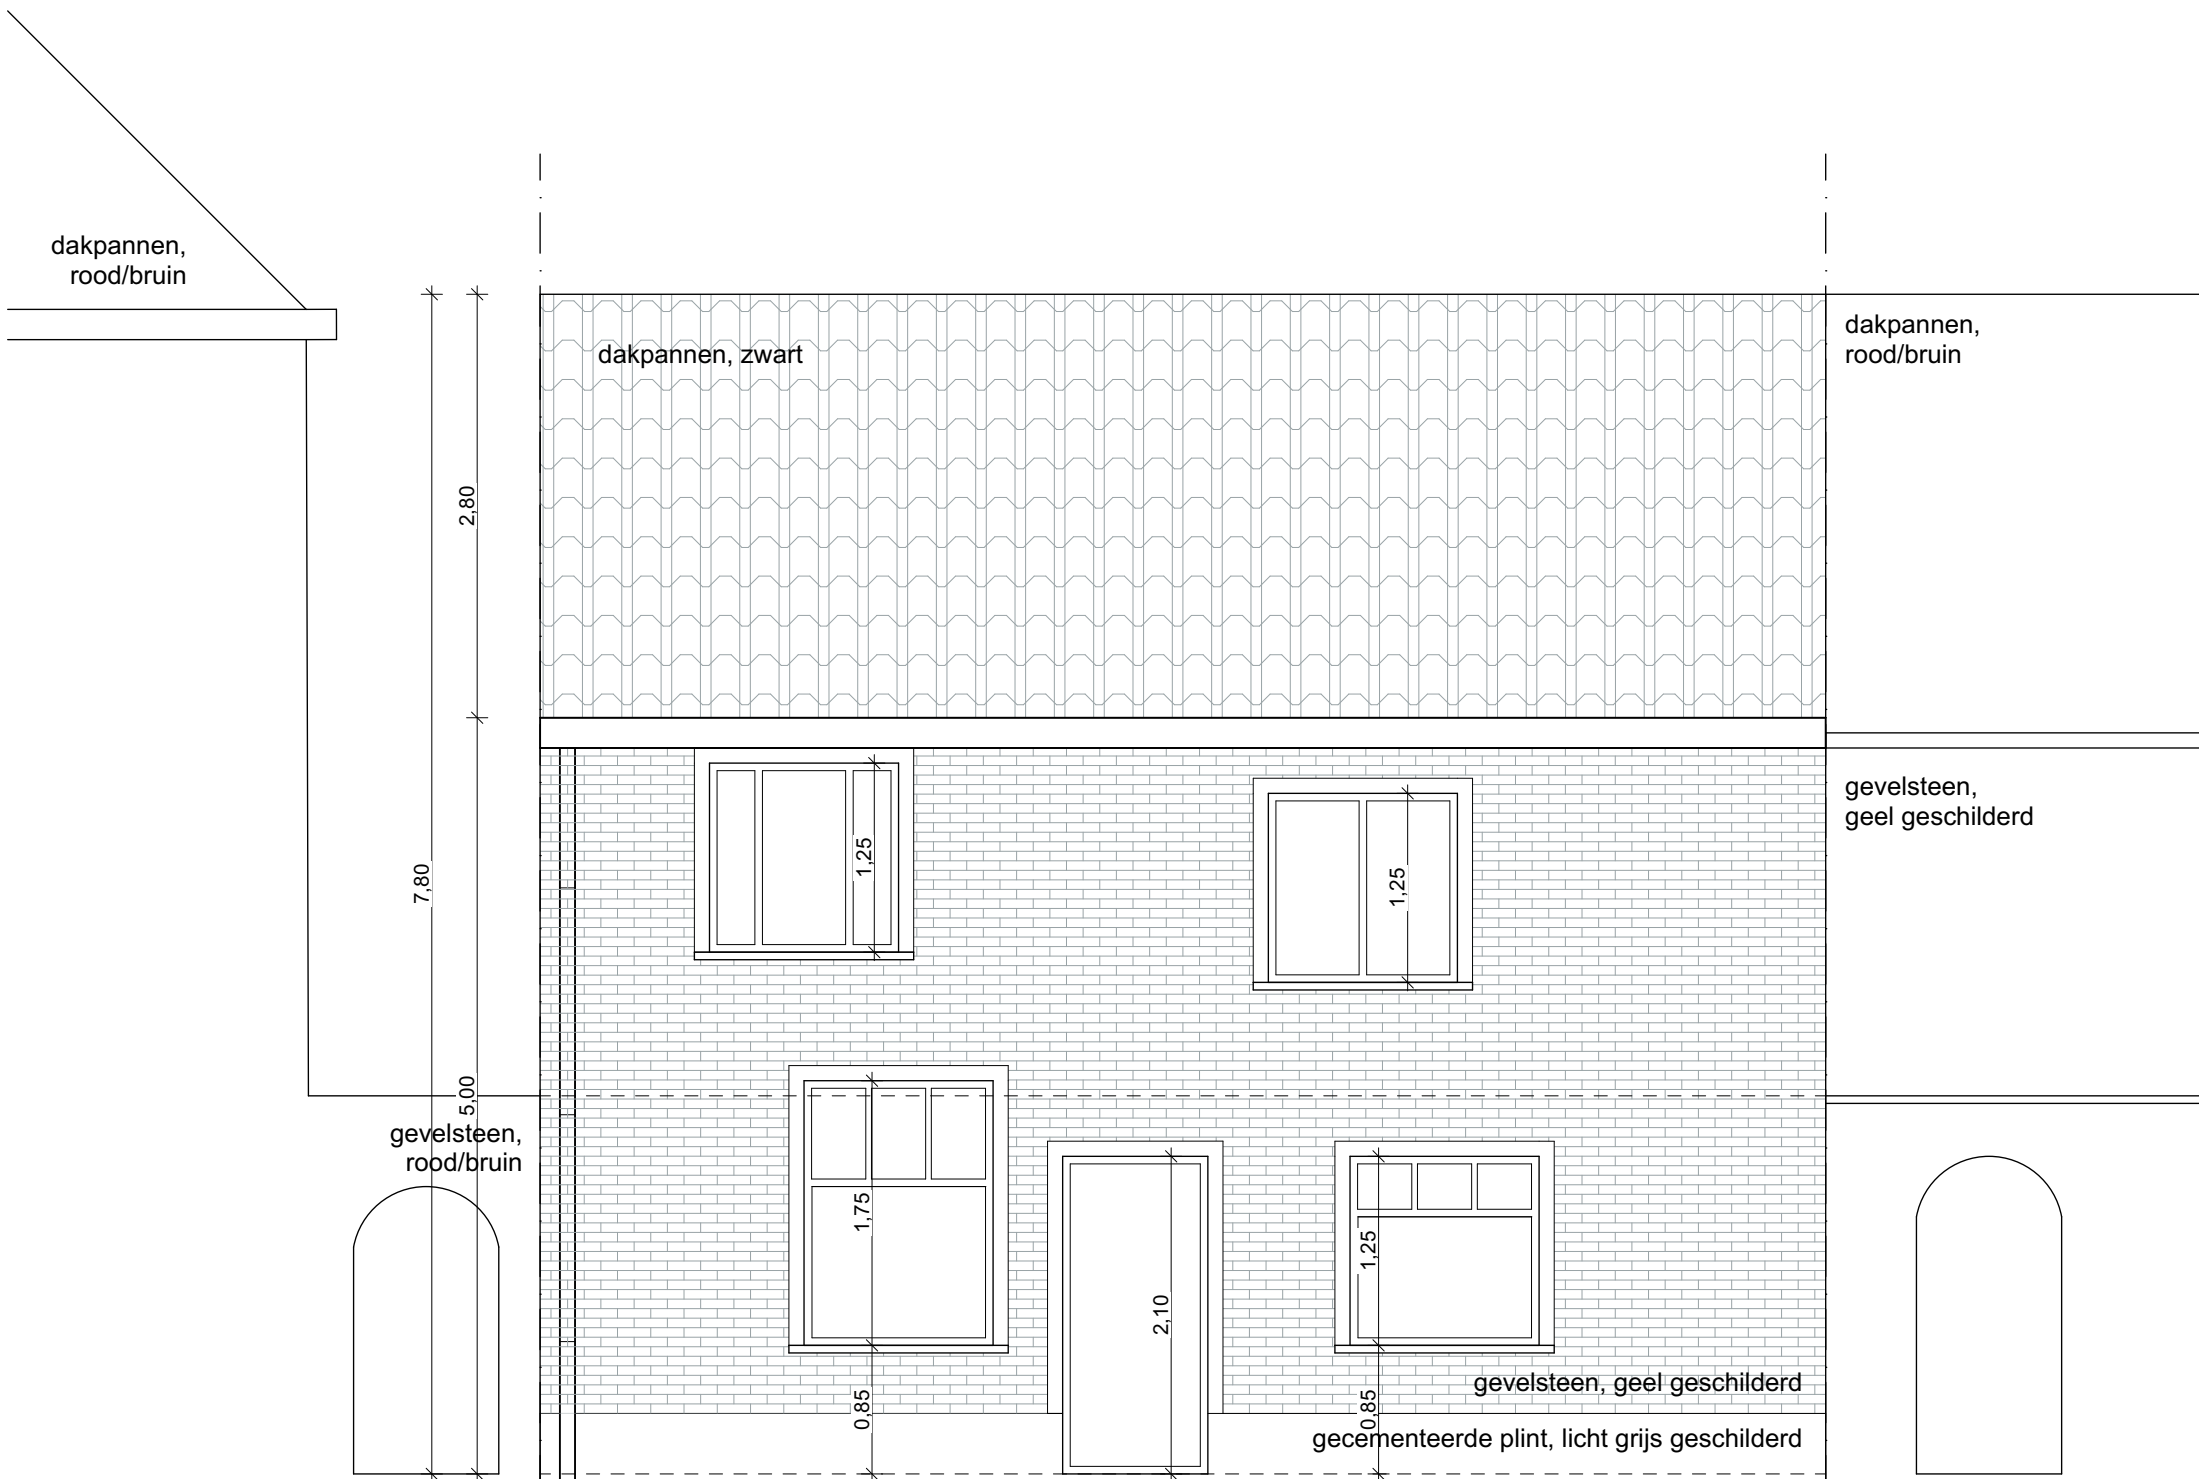 dakpannen,
rood/bruin
dakpannen, zwart
dakpannen,
rood/bruin
2,80
7,80
5,00
1,25
1,25
gevelsteen,
geel geschilderd
gevelsteen,
rood/bruin
1,75
2,10
1,25
0,85
0,85
gevelsteen, geel geschilderd
gecementeerde plint, licht grijs geschilderd